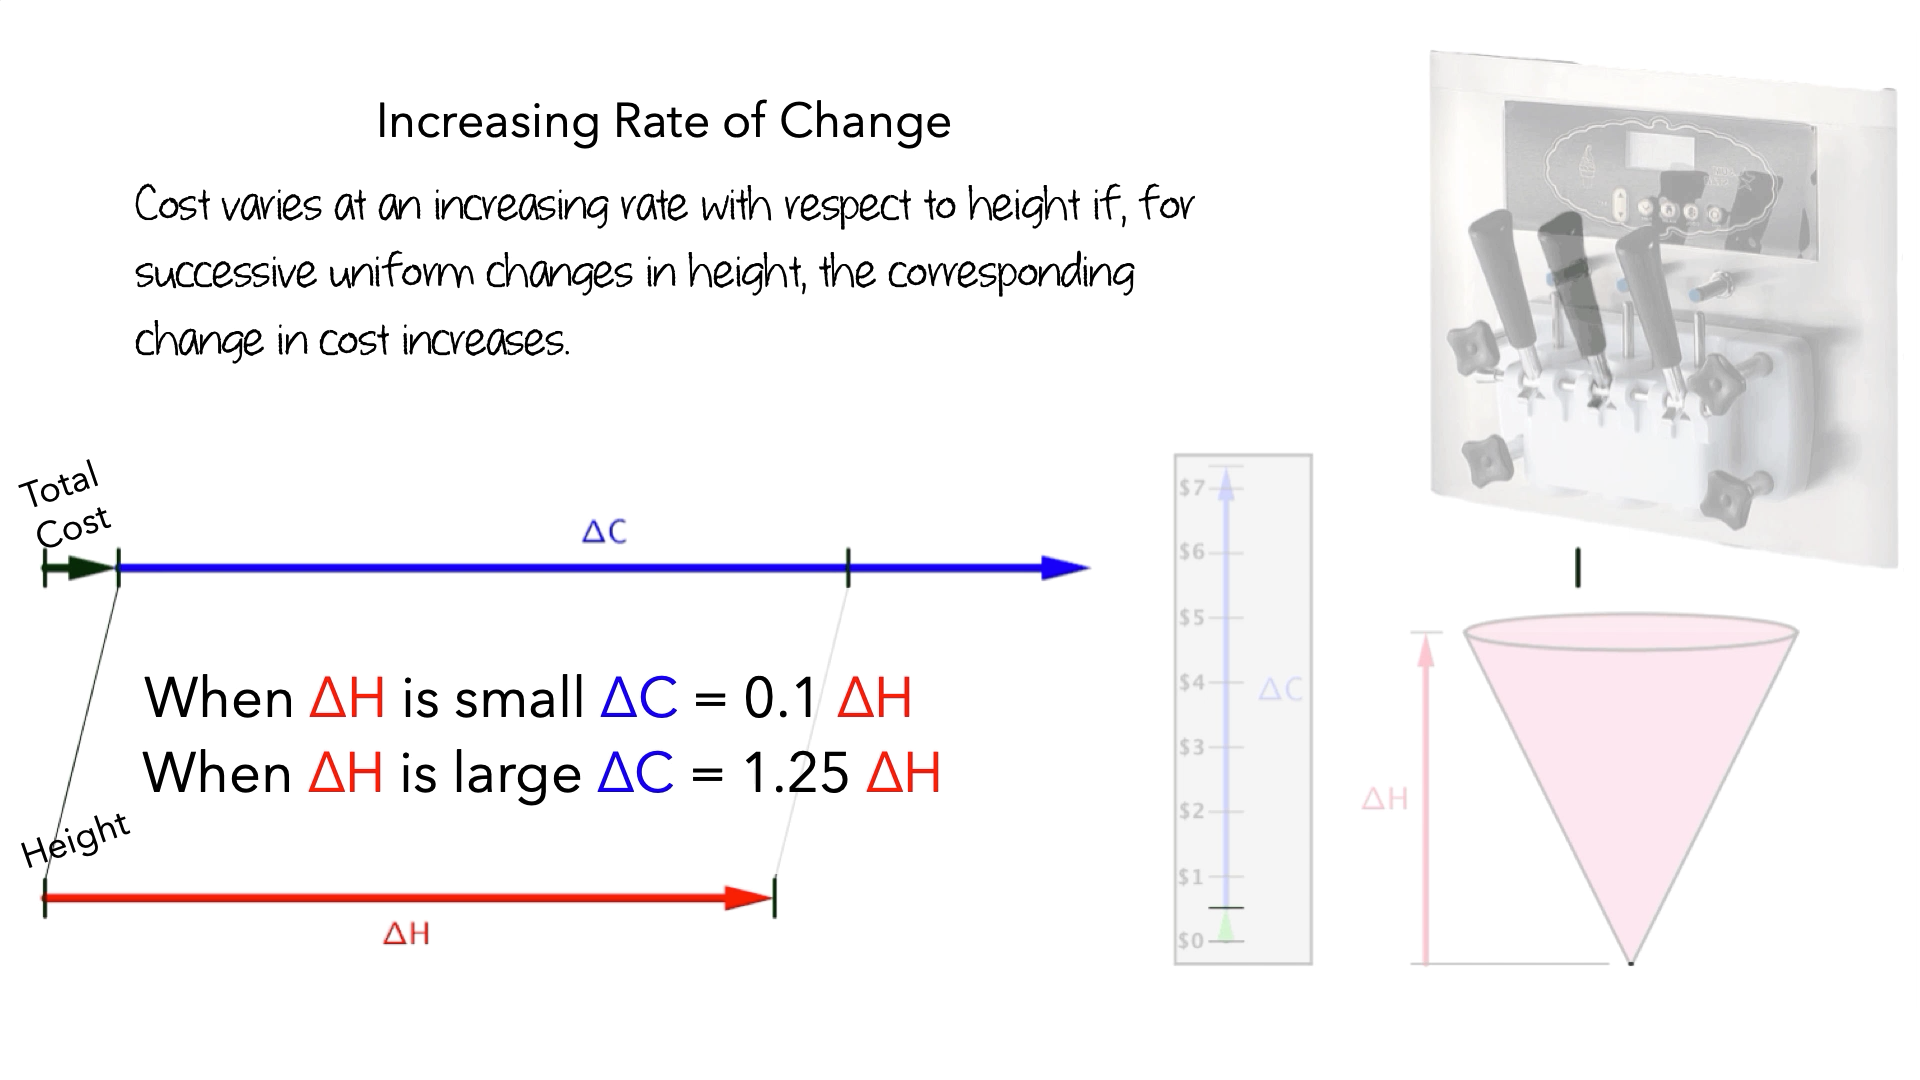 Increasing Rate of Change
Cost varies at an increasing rate with respect to height if, for
successive uniform changes in height, the corresponding
change in cost increases.
Total
Cost
ΔC
When ΔH is small ΔC = 0.1 ΔH
When ΔH is large ΔC = 1.25 ΔH
Height
ΔH
$7
$6
$5
$4
ΔC
$3
$2
$1
$0
ΔH